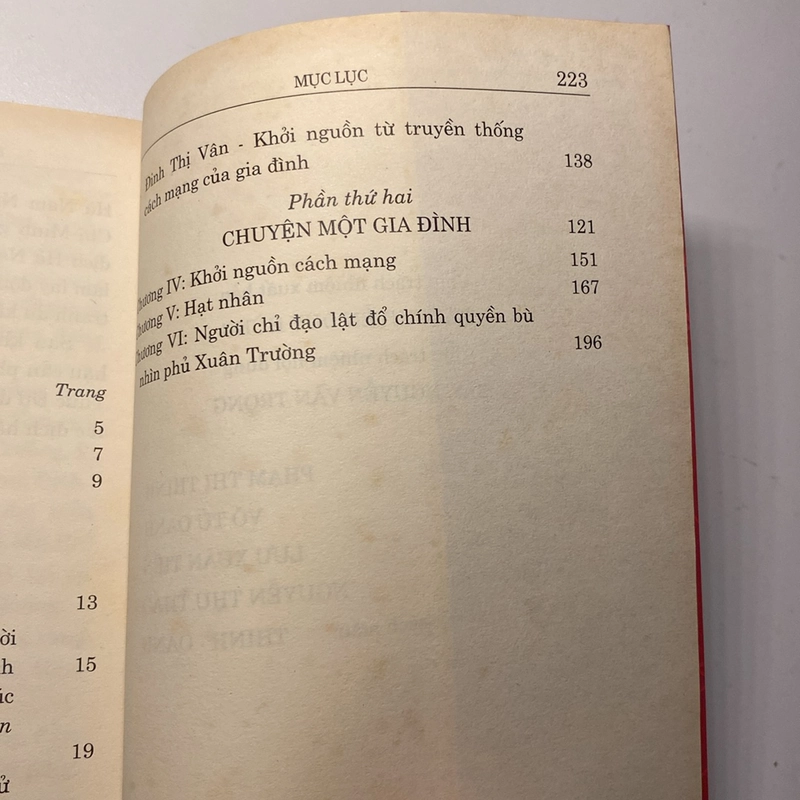 Trang
5
7
9
13
ời
h 15
úc
n
19
ử
MỤC LỤC 223
Đinh Thị Vân - Khởi nguồn từ truyền thống
cách mạng của gia đình 138
Phần thứ hai
CHUYỆN MỘT GIA ĐÌNH 121
Chương IV: Khởi nguồn cách mạng 151
Chương V: Hạt nhân 167
Chương VI: Người chỉ đạo lật đổ chính quyền bù
nhìn phủ Xuân Trường 196